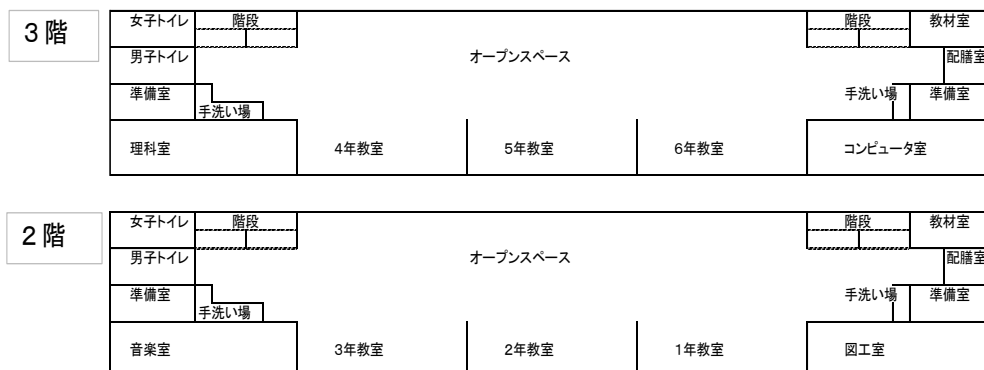 3階
女子トイレ 階段 階段 教材室
男子トイレ オープンスペース 配膳室
準備室 手洗い場 準備室
手洗い場
理科室 4年教室 5年教室 6年教室 コンピュータ室
2階
女子トイレ 階段 階段 教材室
男子トイレ オープンスペース 配膳室
準備室 手洗い場 準備室
手洗い場
音楽室 3年教室 2年教室 1年教室 図工室